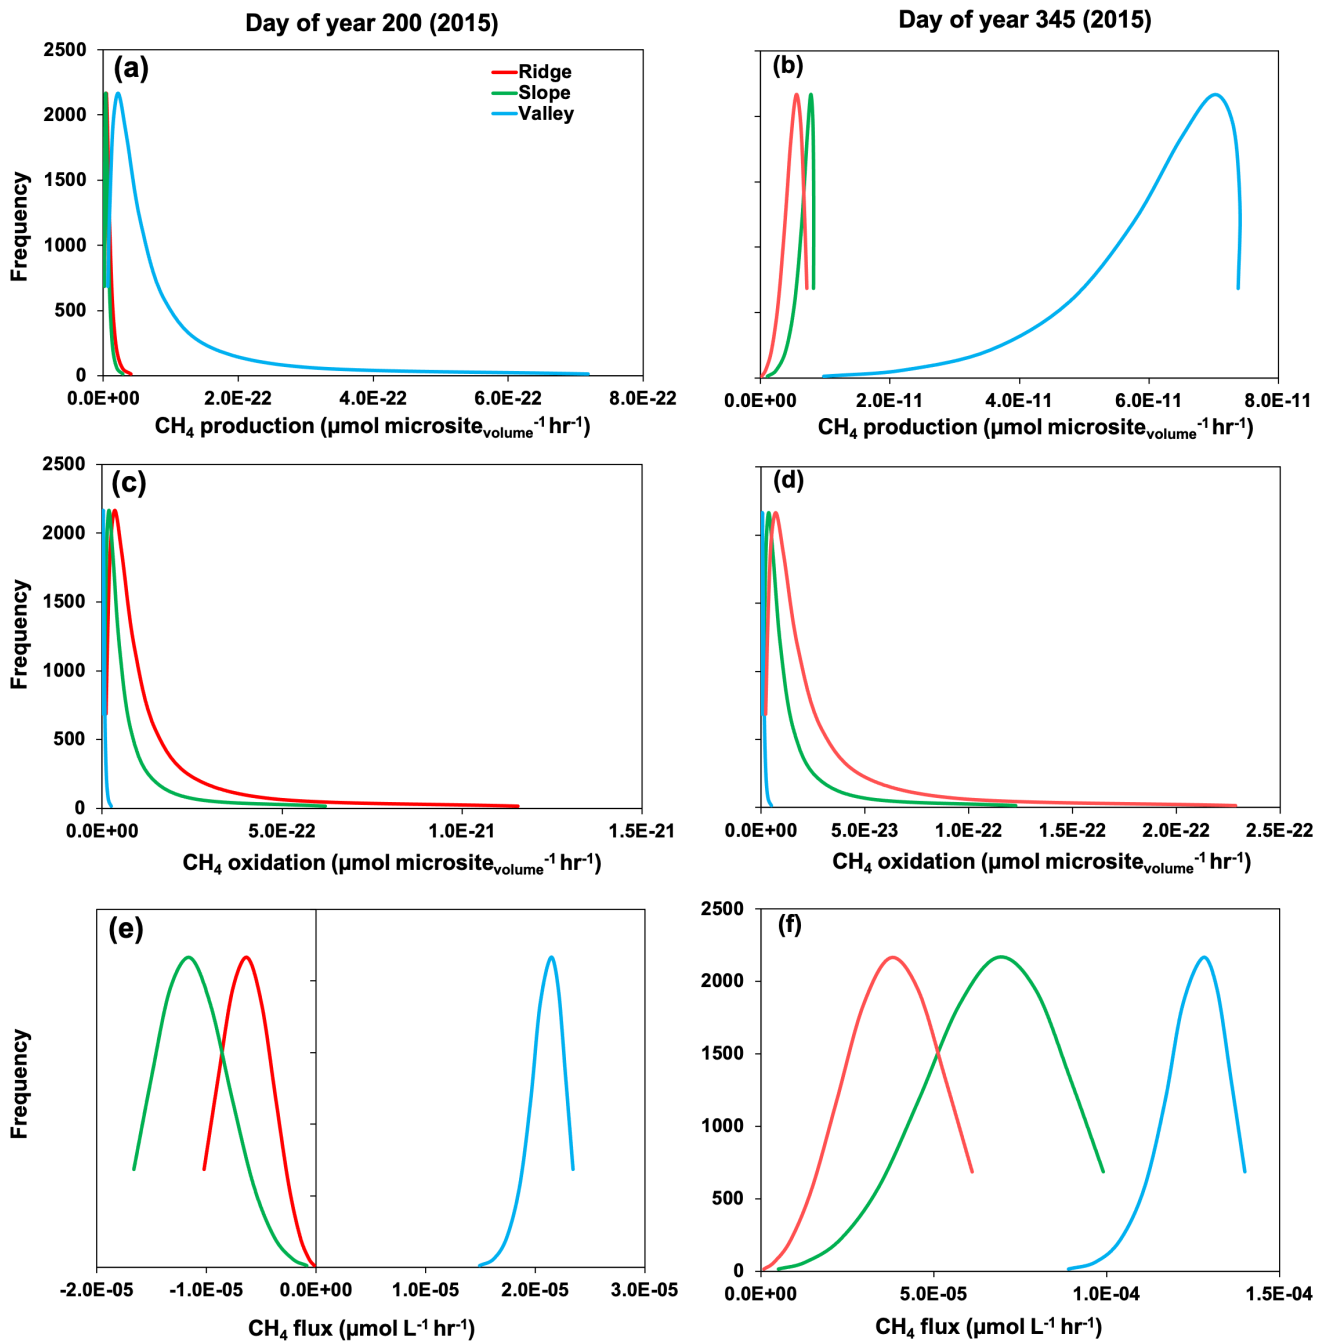 Day of year 200 (2015)
Day of year 345 (2015)
(a)
Ridge
Slope
Valley
2500
2000
1500
1000
500
0
Frequency
0.0E+00 2.0E-22 4.0E-22 6.0E-22 8.0E-22
CH₄ production (µmol microsite_volume⁻¹ hr⁻¹)
(b)
0.0E+00 2.0E-11 4.0E-11 6.0E-11 8.0E-11
CH₄ production (µmol microsite_volume⁻¹ hr⁻¹)
(c)
2500
2000
1500
1000
500
0
Frequency
0.0E+00 5.0E-22 1.0E-21 1.5E-21
CH₄ oxidation (µmol microsite_volume⁻¹ hr⁻¹)
(d)
0.0E+00 5.0E-23 1.0E-22 1.5E-22 2.0E-22 2.5E-22
CH₄ oxidation (µmol microsite_volume⁻¹ hr⁻¹)
(e)
Frequency
-2.0E-05 -1.0E-05 0.0E+00 1.0E-05 2.0E-05 3.0E-05
CH₄ flux (µmol L⁻¹ hr⁻¹)
(f)
2500
2000
1500
1000
500
0
0.0E+00 5.0E-05 1.0E-04 1.5E-04
CH₄ flux (µmol L⁻¹ hr⁻¹)